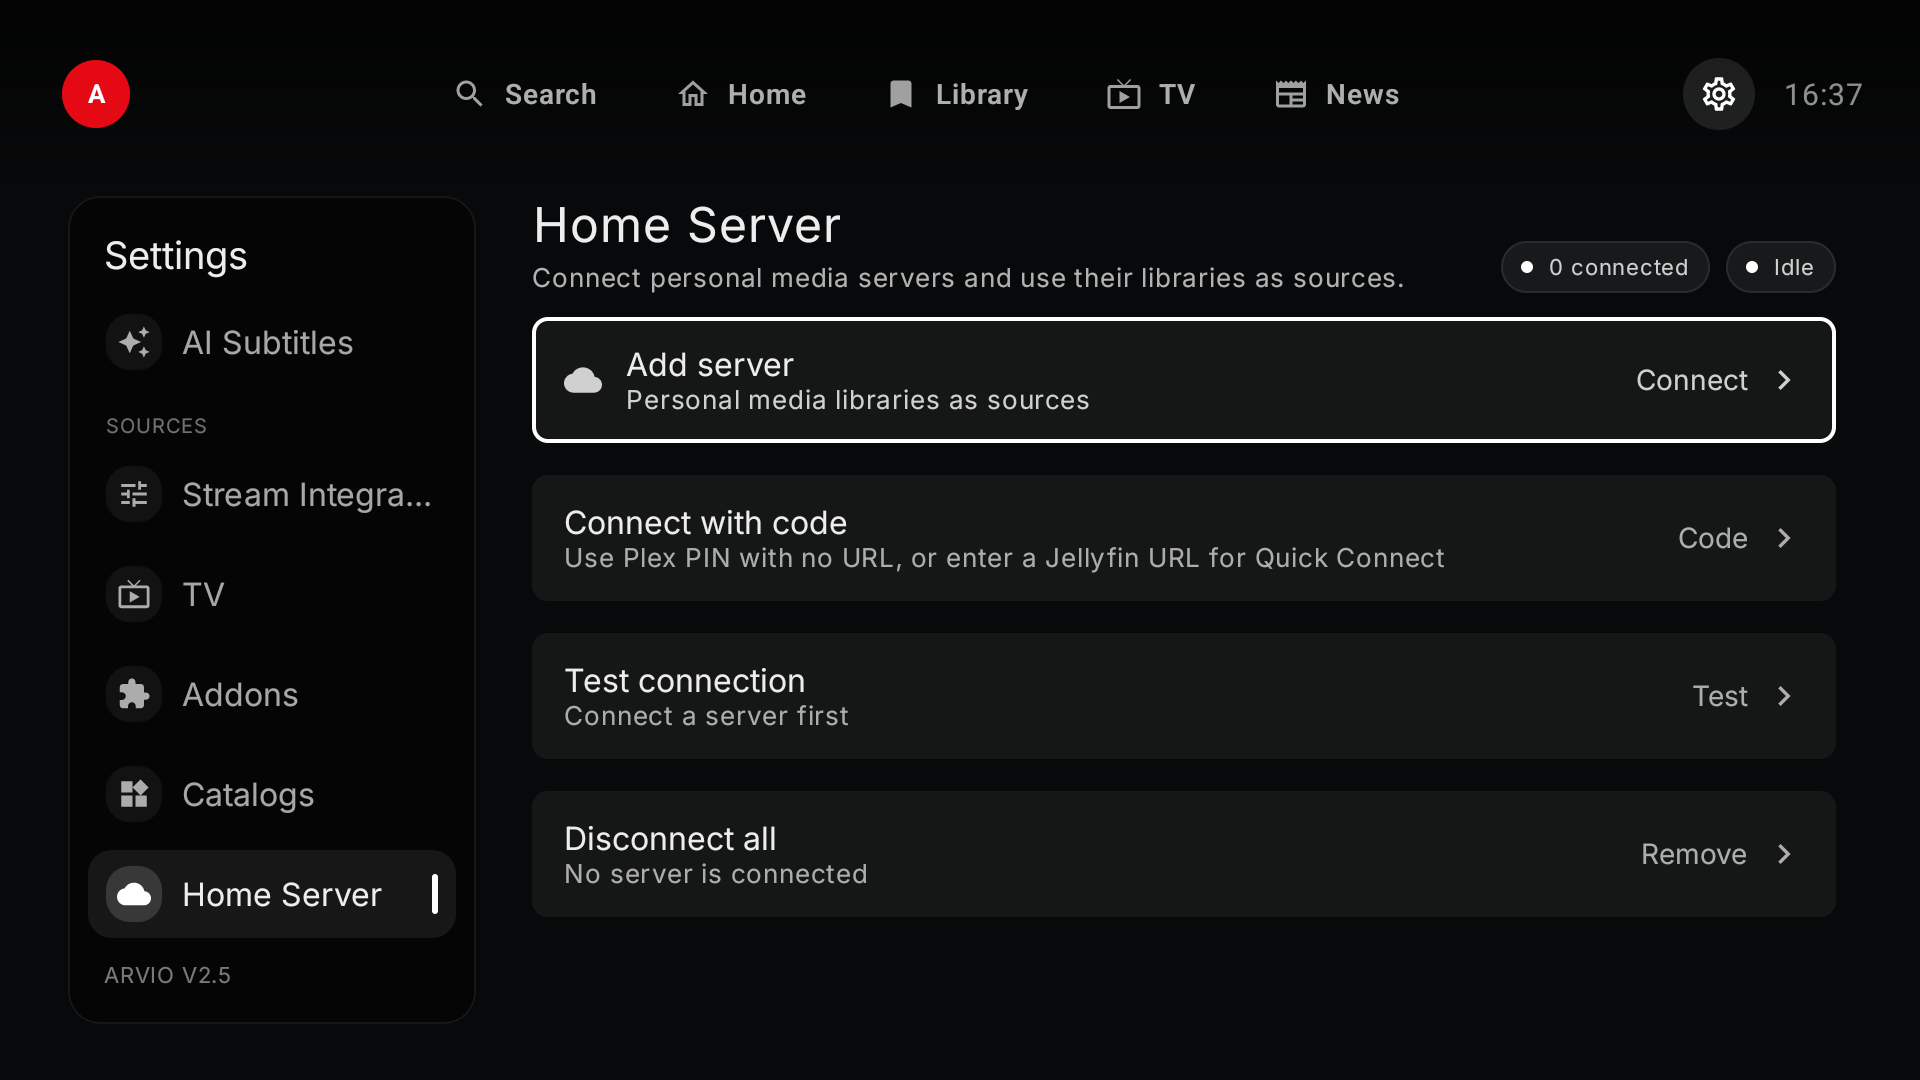 A
Search
Home
Library
TV
News
16:37
Settings
AI Subtitles
SOURCES
Stream Integra...
TV
Addons
Catalogs
Home Server
ARVIO V2.5
Home Server
Connect personal media servers and use their libraries as sources.
0 connected
Idle
Add server
Personal media libraries as sources
Connect
Connect with code
Use Plex PIN with no URL, or enter a Jellyfin URL for Quick Connect
Code
Test connection
Connect a server first
Test
Disconnect all
No server is connected
Remove